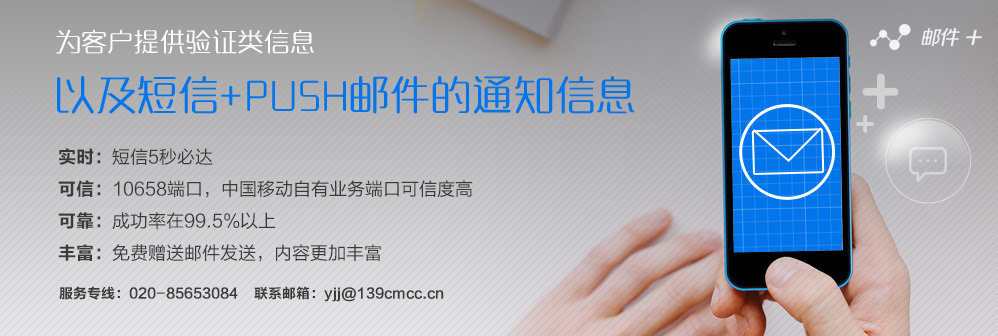 为客户提供验证类信息
以及短信+PUSH邮件的通知信息
实时：短信5秒必达
可信：10658端口，中国移动自有业务端口可信度高
可靠：成功率在99.5%以上
丰富：免费赠送邮件发送，内容更加丰富
服务专线：020-85653084 联系邮箱：yjj@139cmcc.cn
邮件+